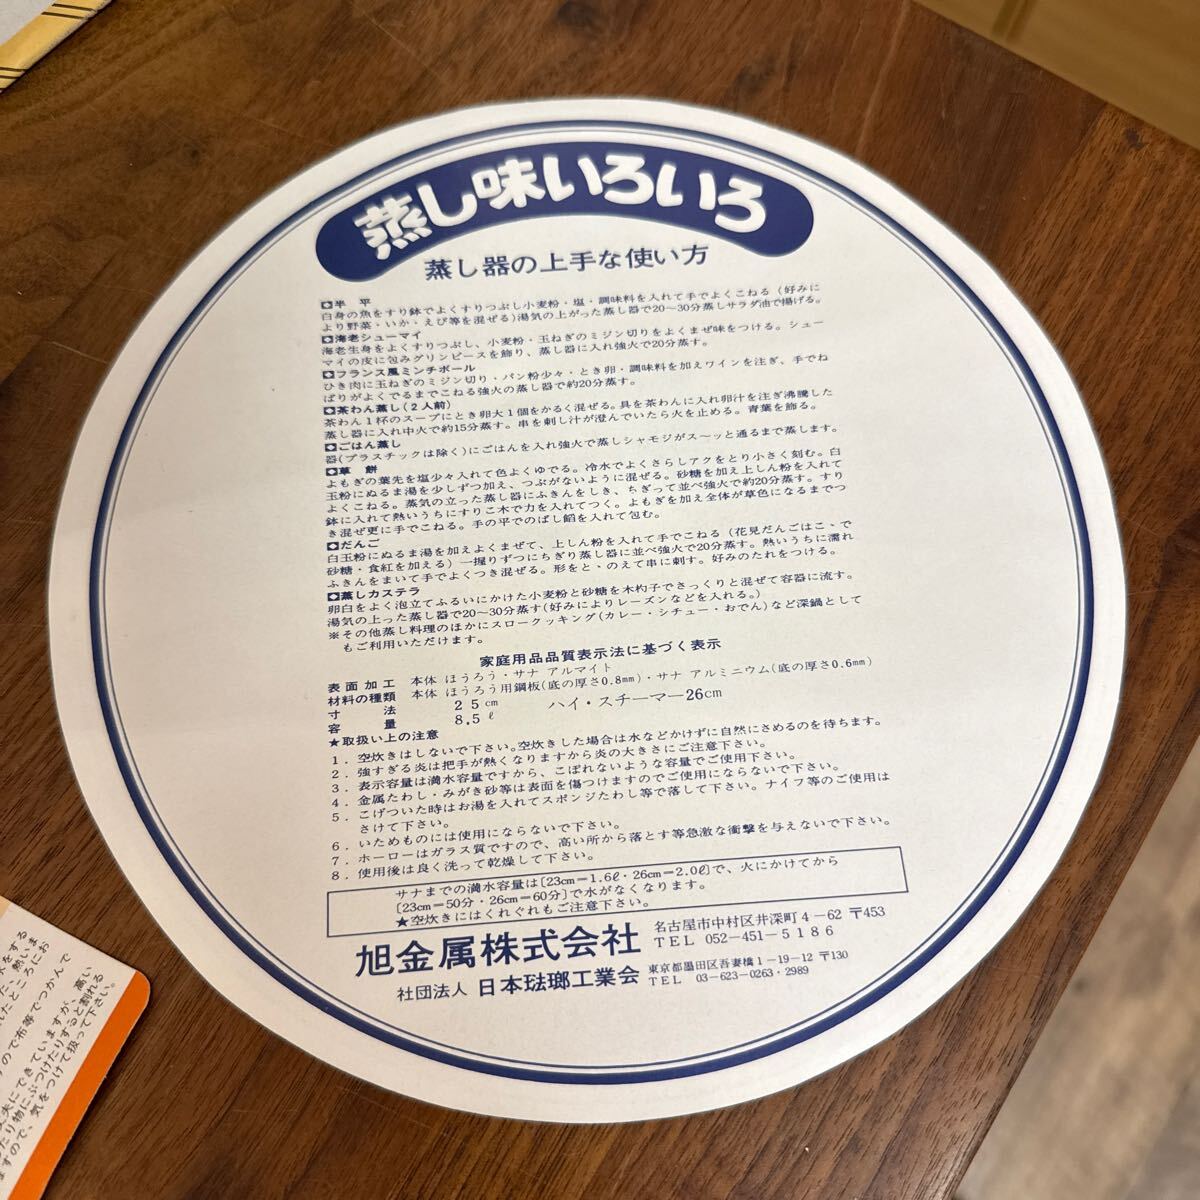 蒸し味いろいろ
蒸し器の上手な使い方
半平
白身の魚をすり鉢でよくすりつぶし小麦粉・塩・調味料を入れて手でよくこねる(好みに
より野菜・いか・えび等を混ぜる)湯気の上がった蒸し器で20〜30分蒸しサラダ油で揚げる。
海老シューマイ
海老生身をよくすりつぶし、小麦粉・玉ねぎのミジン切りをよくまぜ味をつける。シュー
マイの皮に包みグリンピースを飾り、蒸し器に入れ強火で20分蒸す。
フランス風ミンチボール
ひき肉に玉ねぎのミジン切り・パン粉少々・とき卵・調味料を加えワインを注ぎ、手でね
ばりがよくでるまでこねる強火の蒸し器で約20分蒸す。
茶わん蒸し(2人前)
茶わん1杯のスープにとき卵大1個をかるく混ぜる。具を茶わんに入れ卵汁を注ぎ沸騰した
蒸し器に入れ中火で約15分蒸す。串を刺し汁が澄んでいたら火を止める。青葉を飾る。
ごはん蒸し
器(プラスチックは除く)にごはんを入れ強火で蒸しシャモジがス〜ッと通るまで蒸します。
草餅
よもぎの葉先を塩少々入れて色よくゆでる。冷水でよくさらしアクをとり小さく刻む。白
玉粉にぬるま湯を少しずつ加え、つぶがないように混ぜる。砂糖を加え上しん粉を入れて
よくこねる。蒸気の立った蒸し器にふきんをしき、ちぎって並べ強火で約20分蒸す。すり
鉢に入れて熱いうちにすりこ木で力を入れてつく。よもぎを加え全体が草色になるまでつ
き混ぜ更に手でこねる。手の平でのばし餡を入れて包む。
だんご
白玉粉にぬるま湯を加えよくまぜて、上しん粉を入れて手でこねる(花見だんごはこゝで
砂糖・食紅を加える)一握りずつにちぎり蒸し器に並べ強火で20分蒸す。熱いうちに濡れ
ふきんをまいて手でよくつき混ぜる。形をとゝのえて串に刺す。好みのたれをつける。
蒸しカステラ
卵白をよく泡立てふるいにかけた小麦粉と砂糖を木杓子でさっくりと混ぜて容器に流す。
湯気の上った蒸し器で20〜30分蒸す(好みによりレーズンなどを入れる。)
※その他蒸し料理のほかにスロークッキング(カレー・シチュー・おでん)など深鍋として
もご利用いただけます。
家庭用品品質表示法に基づく表示
表面加工 本体 ほうろう・サナ アルマイト
材料の種類 本体 ほうろう用鋼板(底の厚さ0.8mm)・サナ アルミニウム(底の厚さ0.6mm)
寸法 25cm ハイ・スチーマー26cm
容量 8.5ℓ
★取扱い上の注意
1. 空炊きはしないで下さい。空炊きした場合は水などかけずに自然にさめるのを待ちます。
2. 強すぎる炎は把手が熱くなりますから炎の大きさにご注意下さい。
3. 表示容量は満水容量ですから、こぼれないような容量でご使用下さい。
4. 金属たわし・みがき砂等は表面を傷つけますのでご使用にならないで下さい。
5. こげついた時はお湯を入れてスポンジたわし等で落して下さい。ナイフ等のご使用は
さけて下さい。
6. いためものには使用にならないで下さい。
7. ホーローはガラス質ですので、高い所から落とす等急激な衝撃を与えないで下さい。
8. 使用後は良く洗って乾燥して下さい。
サナまでの満水容量は〔23cm=1.6ℓ・26cm=2.0ℓ〕で、火にかけてから
〔23cm=50分・26cm=60分〕で水がなくなります。
★空炊きにはくれぐれもご注意下さい。
旭金属株式会社 名古屋市中村区井深町4-62 〒453
TEL 052-451-5186
社団法人 日本琺瑯工業会 東京都墨田区吾妻橋1-19-12 〒130
TEL 03-623-0263・2989
ので布等でつかんで
にできていますが、高い
たり物にぶつけたりすると割れる
ますので、気をつけて扱って下さい。